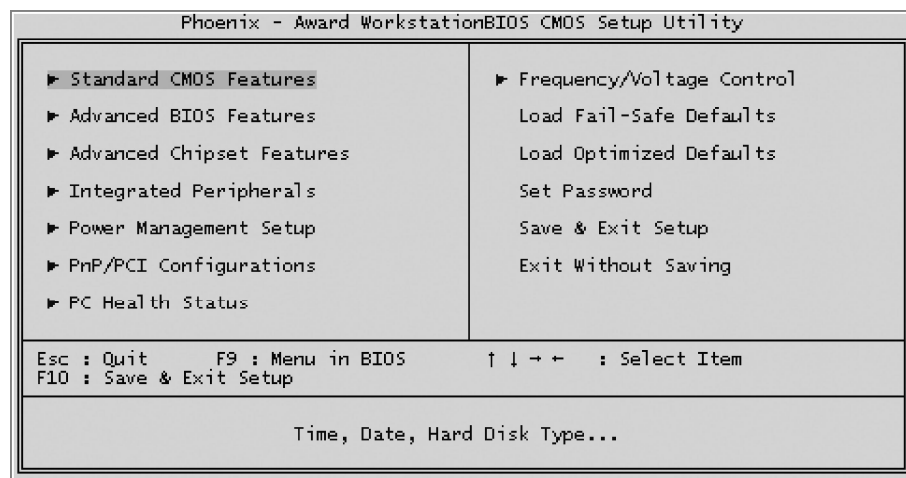 Phoenix - Award WorkstationBIOS CMOS Setup Utility
▶ Standard CMOS Features
▶ Advanced BIOS Features
▶ Advanced Chipset Features
▶ Integrated Peripherals
▶ Power Management Setup
▶ PnP/PCI Configurations
▶ PC Health Status
▶ Frequency/Voltage Control
Load Fail-Safe Defaults
Load Optimized Defaults
Set Password
Save & Exit Setup
Exit Without Saving
Esc : Quit F9 : Menu in BIOS ↑ ↓ → ← : Select Item
F10 : Save & Exit Setup
Time, Date, Hard Disk Type...